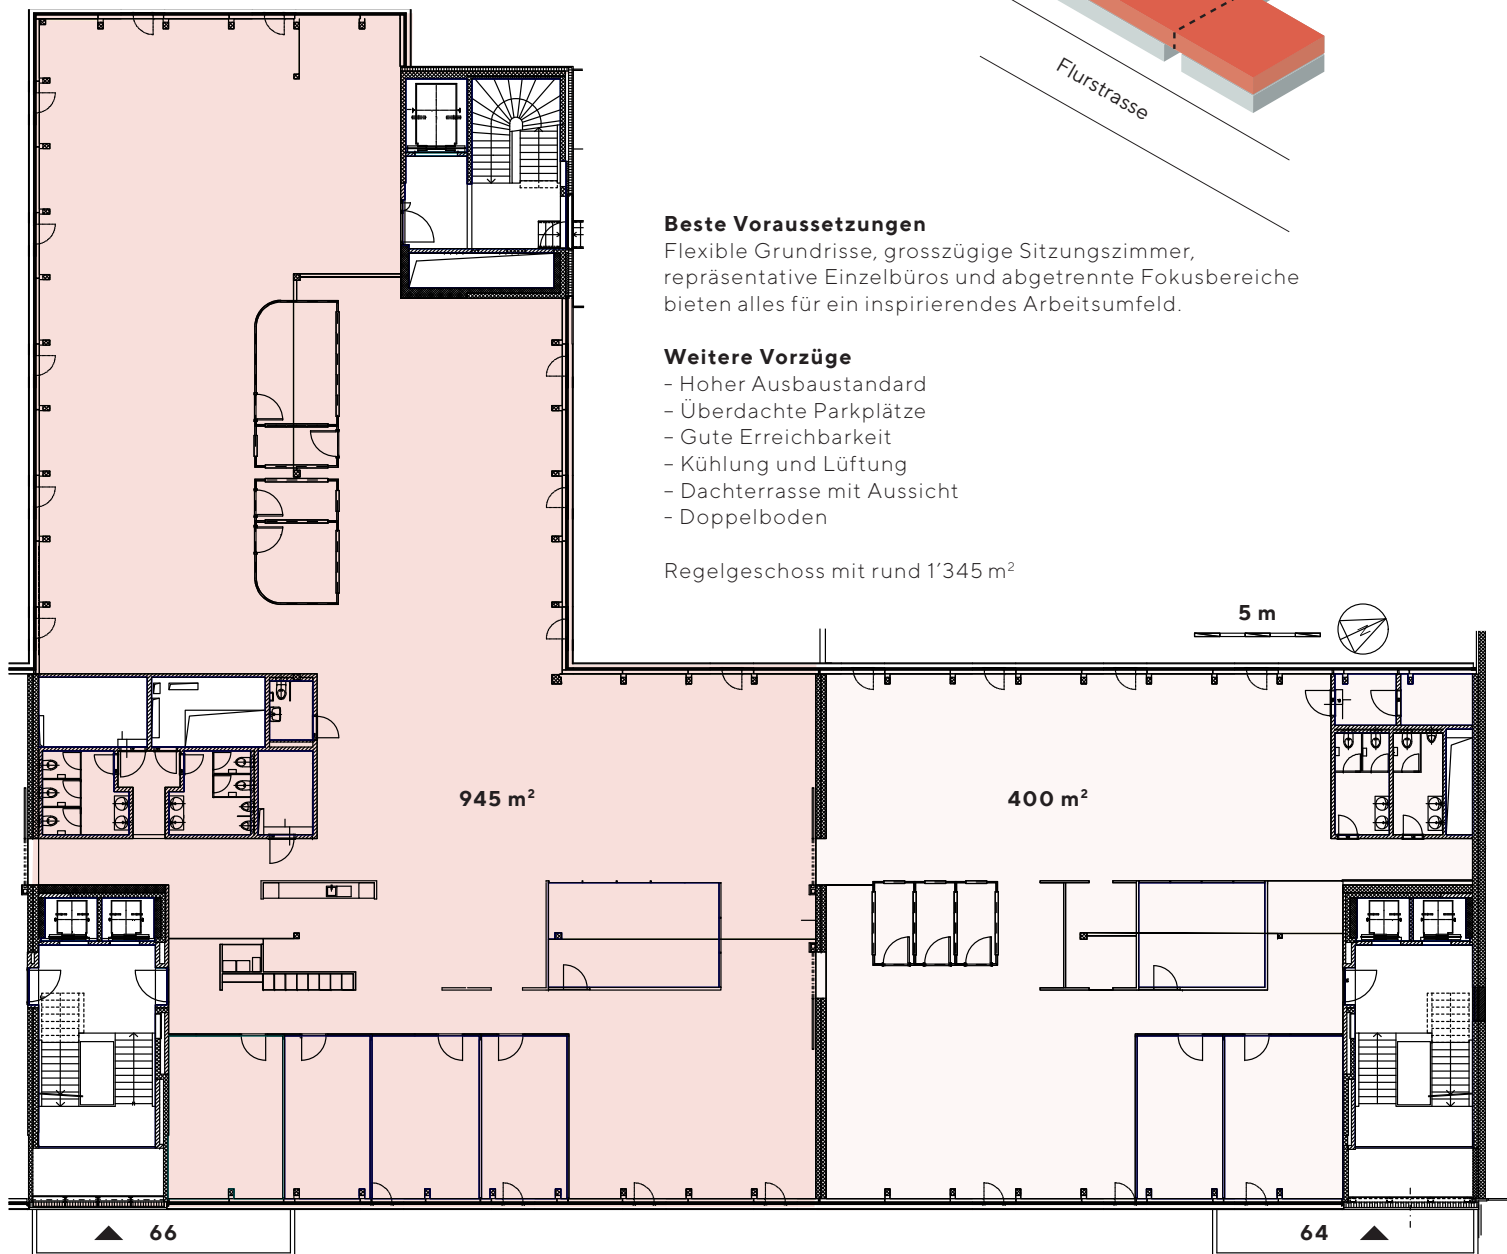 Flurstrasse
Beste Voraussetzungen
Flexible Grundrisse, grosszügige Sitzungszimmer,
repräsentative Einzelbüros und abgetrennte Fokusbereiche
bieten alles für ein inspirierendes Arbeitsumfeld.
Weitere Vorzüge
– Hoher Ausbaustandard
– Überdachte Parkplätze
– Gute Erreichbarkeit
– Kühlung und Lüftung
– Dachterrasse mit Aussicht
- Doppelboden
Regelgeschoss mit rund 1’345 m²
5 m
945 m²
400 m²
66
64